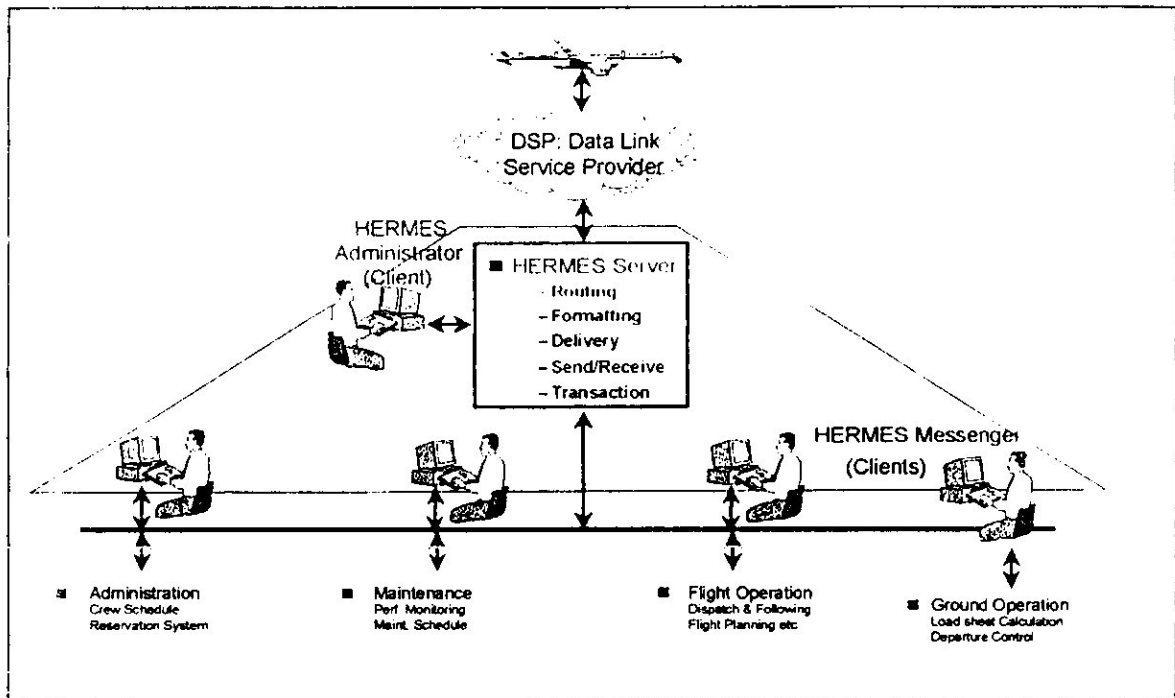 DSP: Data Link
Service Provider
HERMES
Administrator
(Client)
■ HERMES Server
- Routing
- Formatting
- Delivery
- Send/Receive
- Transaction
HERMES Messenger
(Clients)
■ Administration
Crew Schedule
Reservation System
■ Maintenance
Perf. Monitoring
Maint. Schedule
■ Flight Operation
Dispatch & Following
Flight Planning etc
■ Ground Operation
Load sheet Calculation
Departure Control